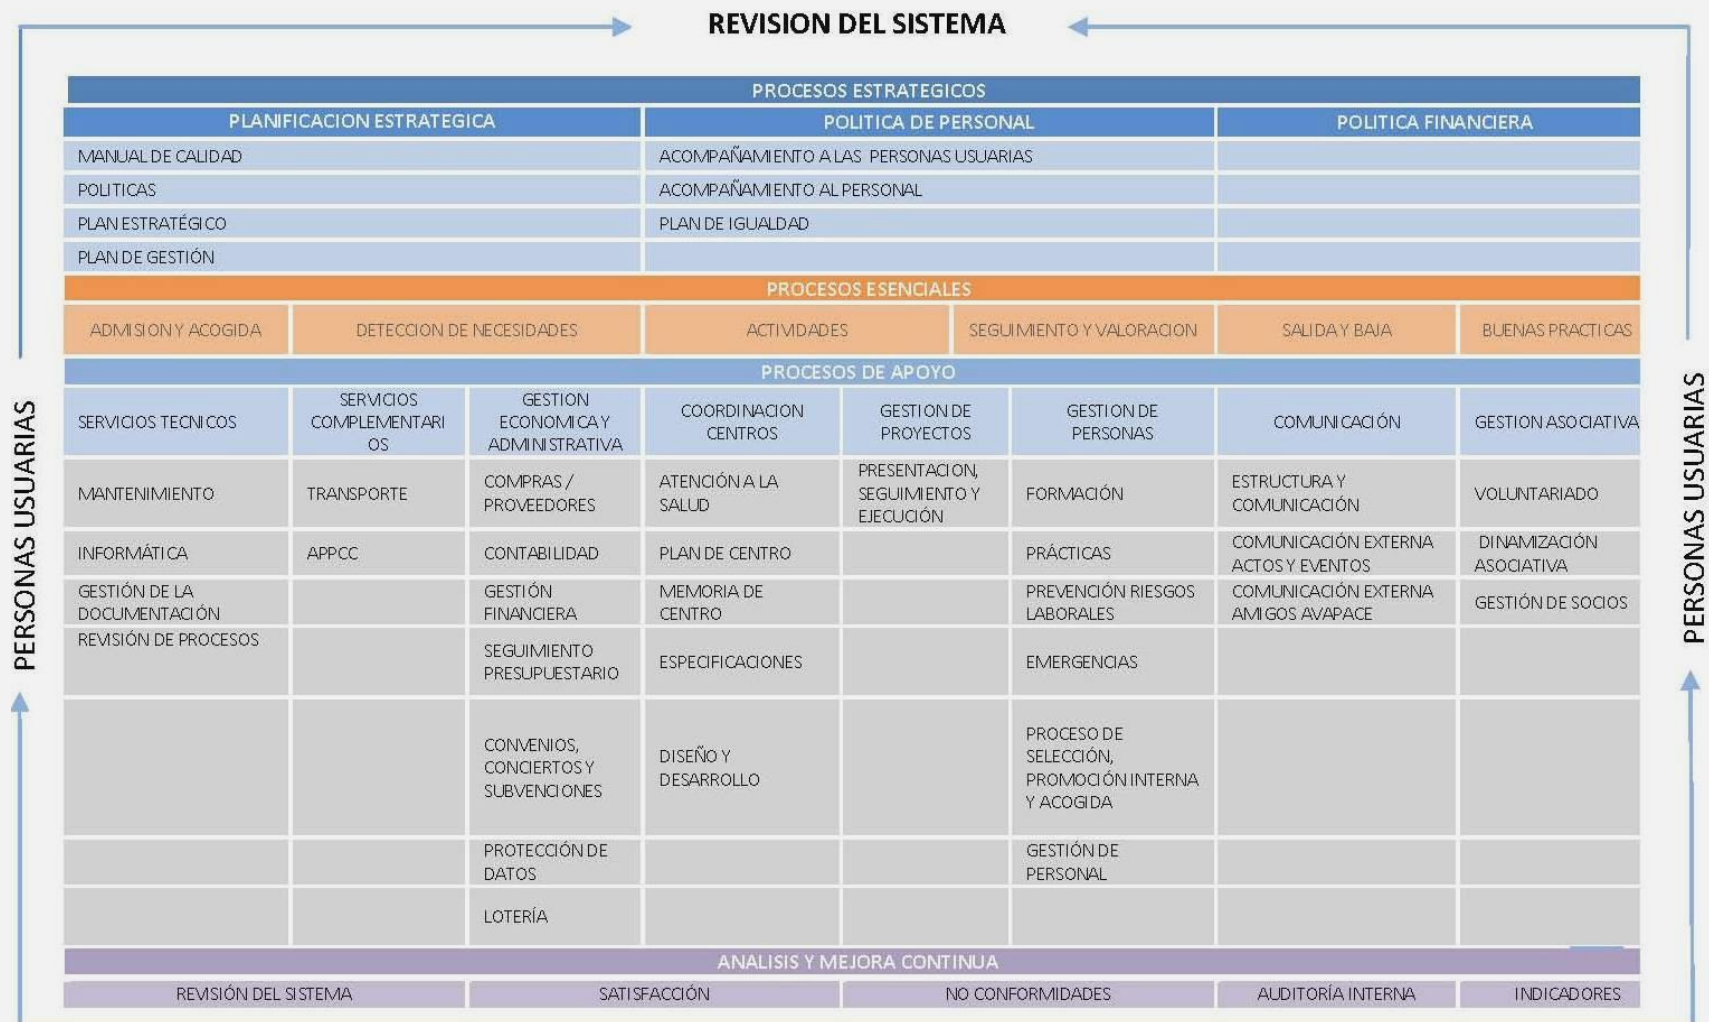 REVISION DEL SISTEMA
PROCESOS ESTRATEGICOS
PLANIFICACION ESTRATEGICA
POLITICA DE PERSONAL
POLITICA FINANCIERA
MANUAL DE CALIDAD
ACOMPAÑAMIENTO A LAS PERSONAS USUARIAS
POLITICAS
ACOMPAÑAMIENTO AL PERSONAL
PLAN ESTRATÉGICO
PLAN DE IGUALDAD
PLAN DE GESTIÓN
PROCESOS ESENCIALES
ADMISION Y ACOGIDA
DETECCION DE NECESIDADES
ACTIVIDADES
SEGUIMIENTO Y VALORACION
SALIDA Y BAJA
BUENAS PRACTICAS
PROCESOS DE APOYO
SERVICIOS TECNICOS
SERVICIOS
COMPLEMENTARI
OS
GESTION
ECONOMICA Y
ADMINISTRATIVA
COORDINACION
CENTROS
GESTION DE
PROYECTOS
GESTION DE
PERSONAS
COMUNICACIÓN
GESTION ASOCIATIVA
MANTENIMIENTO
TRANSPORTE
COMPRAS /
PROVEEDORES
ATENCIÓN A LA
SALUD
PRESENTACION,
SEGUIMIENTO Y
EJECUCIÓN
FORMACIÓN
ESTRUCTURA Y
COMUNICACIÓN
VOLUNTARIADO
INFORMÁTICA
APPCC
CONTABILIDAD
PLAN DE CENTRO
PRÁCTICAS
COMUNICACIÓN EXTERNA
ACTOS Y EVENTOS
DINAMIZACIÓN
ASOCIATIVA
GESTIÓN DE LA
DOCUMENTACIÓN
GESTIÓN
FINANCIERA
MEMORIA DE
CENTRO
PREVENCIÓN RIESGOS
LABORALES
COMUNICACIÓN EXTERNA
AMIGOS AVAPACE
GESTIÓN DE SOCIOS
REVISIÓN DE PROCESOS
SEGUIMIENTO
PRESUPUESTARIO
ESPECIFICACIONES
EMERGENCIAS
CONVENIOS,
CONCIERTOS Y
SUBVENCIONES
DISEÑO Y
DESARROLLO
PROCESO DE
SELECCIÓN,
PROMOCIÓN INTERNA
Y ACOGIDA
PROTECCIÓN DE
DATOS
GESTIÓN DE
PERSONAL
LOTERÍA
ANALISIS Y MEJORA CONTINUA
REVISIÓN DEL SISTEMA
SATISFACCIÓN
NO CONFORMIDADES
AUDITORÍA INTERNA
INDICADORES
PERSONAS USUARIAS
PERSONAS USUARIAS